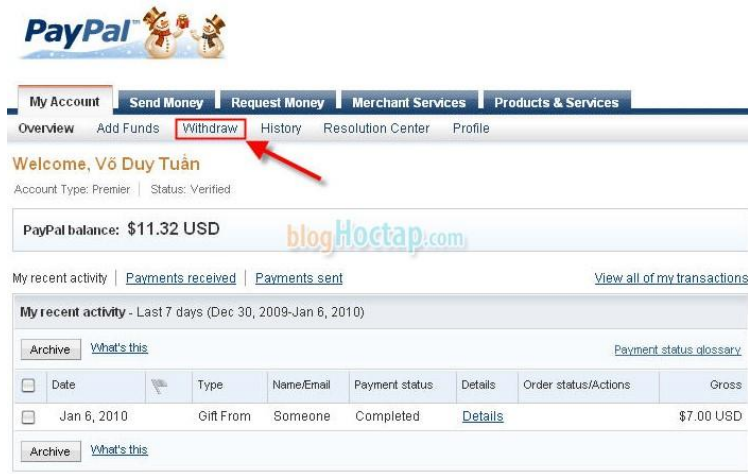 PayPal
My Account Send Money Request Money Merchant Services Products & Services
Overview Add Funds Withdraw History Resolution Center Profile
Welcome, Võ Duy Tuấn
Account Type: Premier | Status: Verified
PayPal balance: $11.32 USD
blogHoctap.com
My recent activity | Payments received | Payments sent View all of my transactions
My recent activity - Last 7 days (Dec 30, 2009-Jan 6, 2010)
Archive What's this Payment status glossary
Date Type Name/Email Payment status Details Order status/Actions Gross
Jan 6, 2010 Gift From Someone Completed Details $7.00 USD
Archive What's this